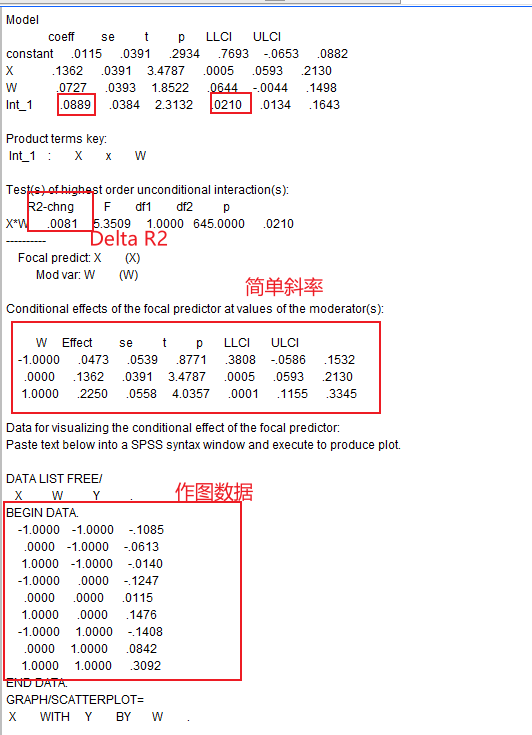 Model
coeff se t p LLCI ULCI
constant .0115 .0391 .2934 .7693 -.0653 .0882
X .1362 .0391 3.4787 .0005 .0593 .2130
W .0727 .0393 1.8522 .0644 -.0044 .1498
Int_1 .0889 .0384 2.3132 .0210 .0134 .1643
Product terms key:
Int_1 : X x W
Test(s) of highest order unconditional interaction(s):
R2-chng F df1 df2 p
X*W .0081 5.3509 1.0000 645.0000 .0210
----------
Delta R2
Focal predict: X (X)
Mod var: W (W)
简单斜率
Conditional effects of the focal predictor at values of the moderator(s):
W Effect se t p LLCI ULCI
-1.0000 .0473 .0539 .8771 .3808 -.0586 .1532
.0000 .1362 .0391 3.4787 .0005 .0593 .2130
1.0000 .2250 .0558 4.0357 .0001 .1155 .3345
Data for visualizing the conditional effect of the focal predictor:
Paste text below into a SPSS syntax window and execute to produce plot.
DATA LIST FREE/
X W Y .
作图数据
BEGIN DATA.
-1.0000 -1.0000 -.1085
.0000 -1.0000 -.0613
1.0000 -1.0000 -.0140
-1.0000 .0000 -.1247
.0000 .0000 .0115
1.0000 .0000 .1476
-1.0000 1.0000 -.1408
.0000 1.0000 .0842
1.0000 1.0000 .3092
END DATA.
GRAPH/SCATTERPLOT=
X WITH Y BY W .